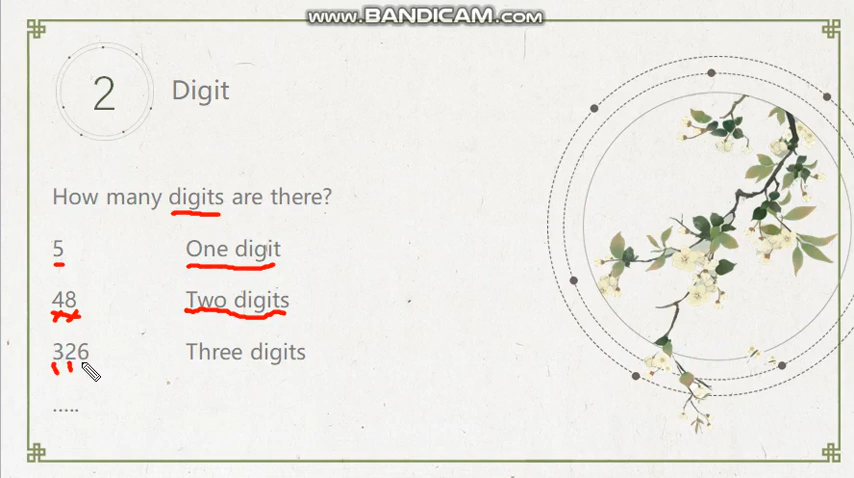 www.BANDICAM.com
2 Digit
How many digits are there?
5 One digit
48 Two digits
326 Three digits
.....